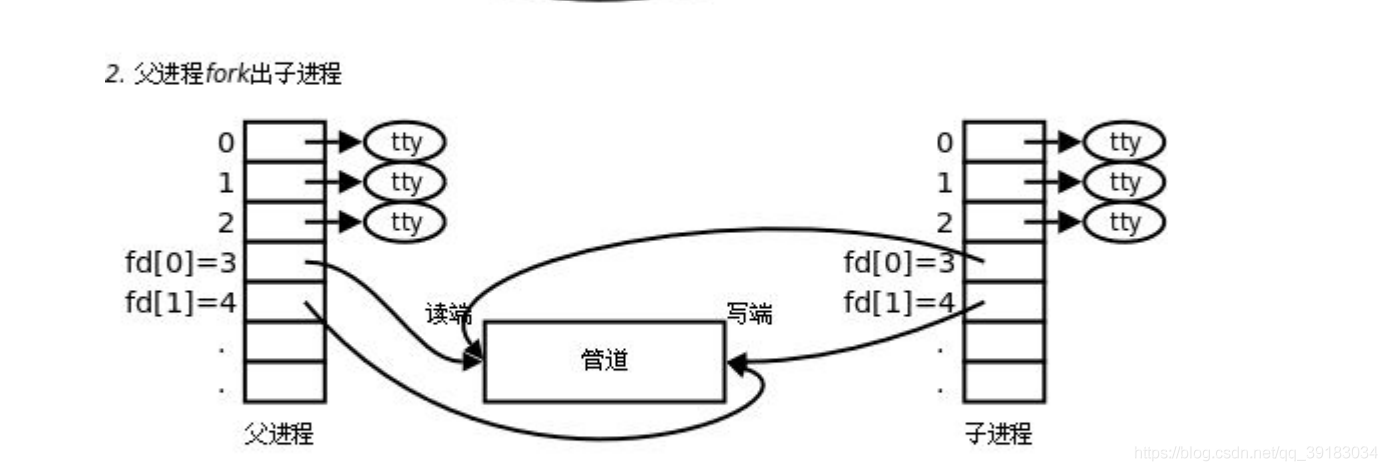 2. 父进程fork出子进程
0 tty 0 tty
1 tty 1 tty
2 tty 2 tty
fd[0]=3 fd[0]=3
fd[1]=4 读端 写端 fd[1]=4
. .
管道
. .
父进程 子进程
https://blog.csdn.net/qq_39183034